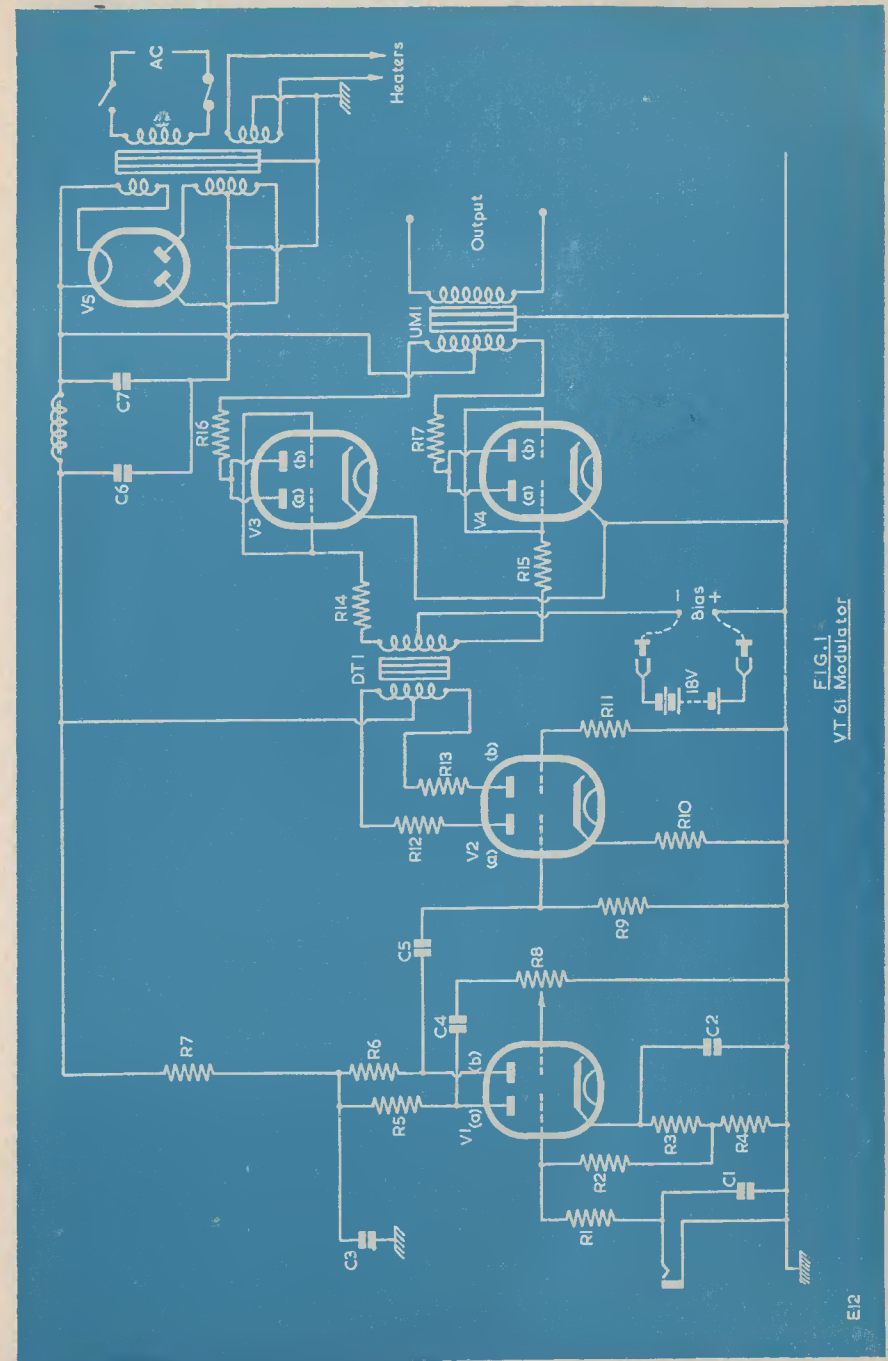 AC
Heaters
V5
Output
UM1
C7
C6
R16
(b)
(a)
V3
R17
(b)
(a)
V4
R14
R15
DT1
-
Bias
+
18V
R11
(b)
R13
R12
V2
(a)
R10
R9
C5
R8
C4
C2
R7
R6
(b)
R5
V1
(a)
R3
R4
R2
C1
R1
C3
FIG.1
VT 61 Modulator
E12